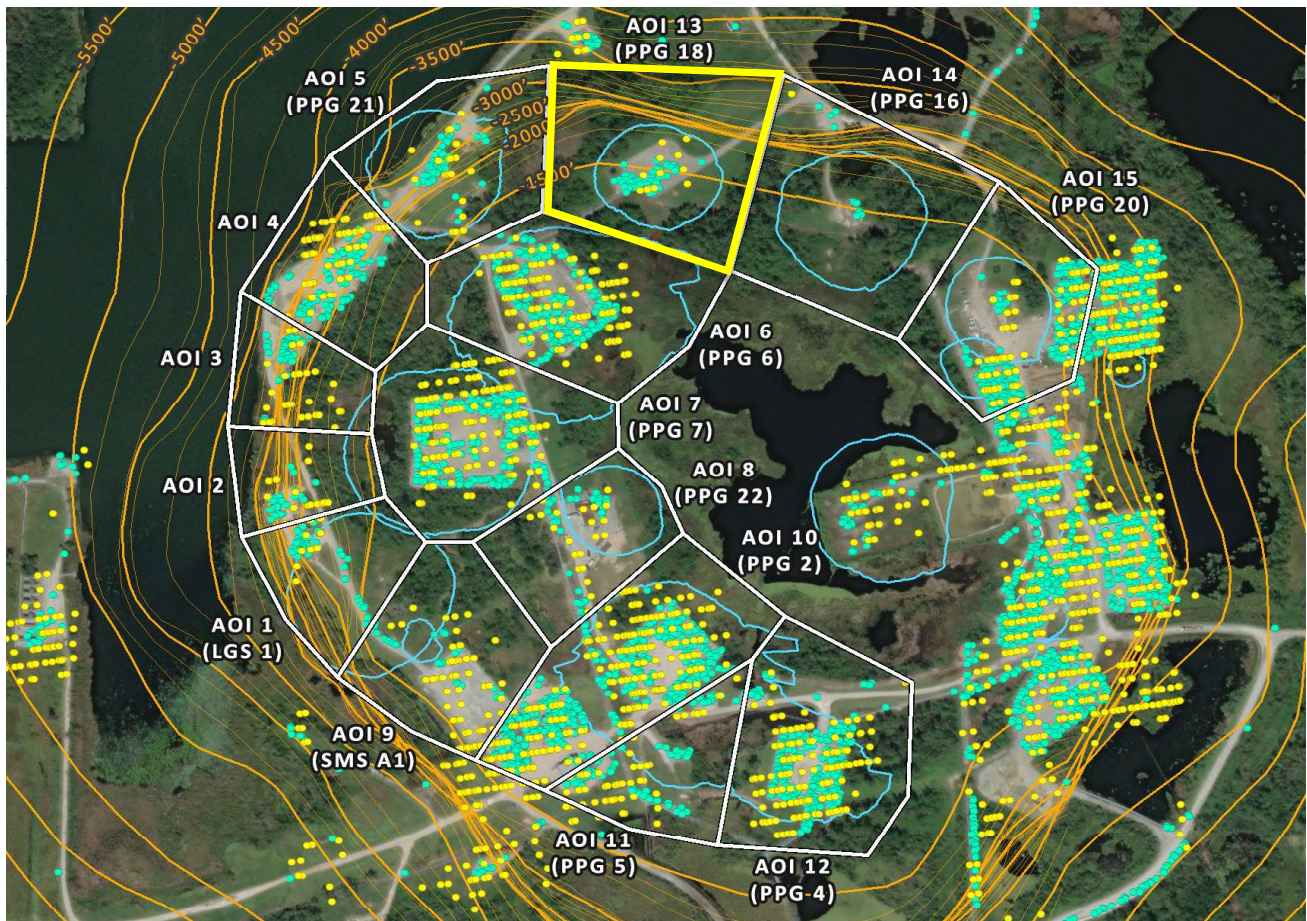 -5500'
-5000'
-4500'
-4000'
-3500'
-3000'
-2500'
-2000'
-1500'
AOI 13
(PPG 18)
AOI 5
(PPG 21)
AOI 14
(PPG 16)
AOI 15
(PPG 20)
AOI 4
AOI 3
AOI 6
(PPG 6)
AOI 7
(PPG 7)
AOI 2
AOI 8
(PPG 22)
AOI 10
(PPG 2)
AOI 1
(LGS 1)
AOI 9
(SMS A1)
AOI 11
(PPG 5)
AOI 12
(PPG 4)